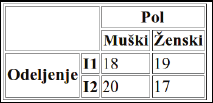 Pol
Muški Ženski
Odeljenje I1 18 19
I2 20 17